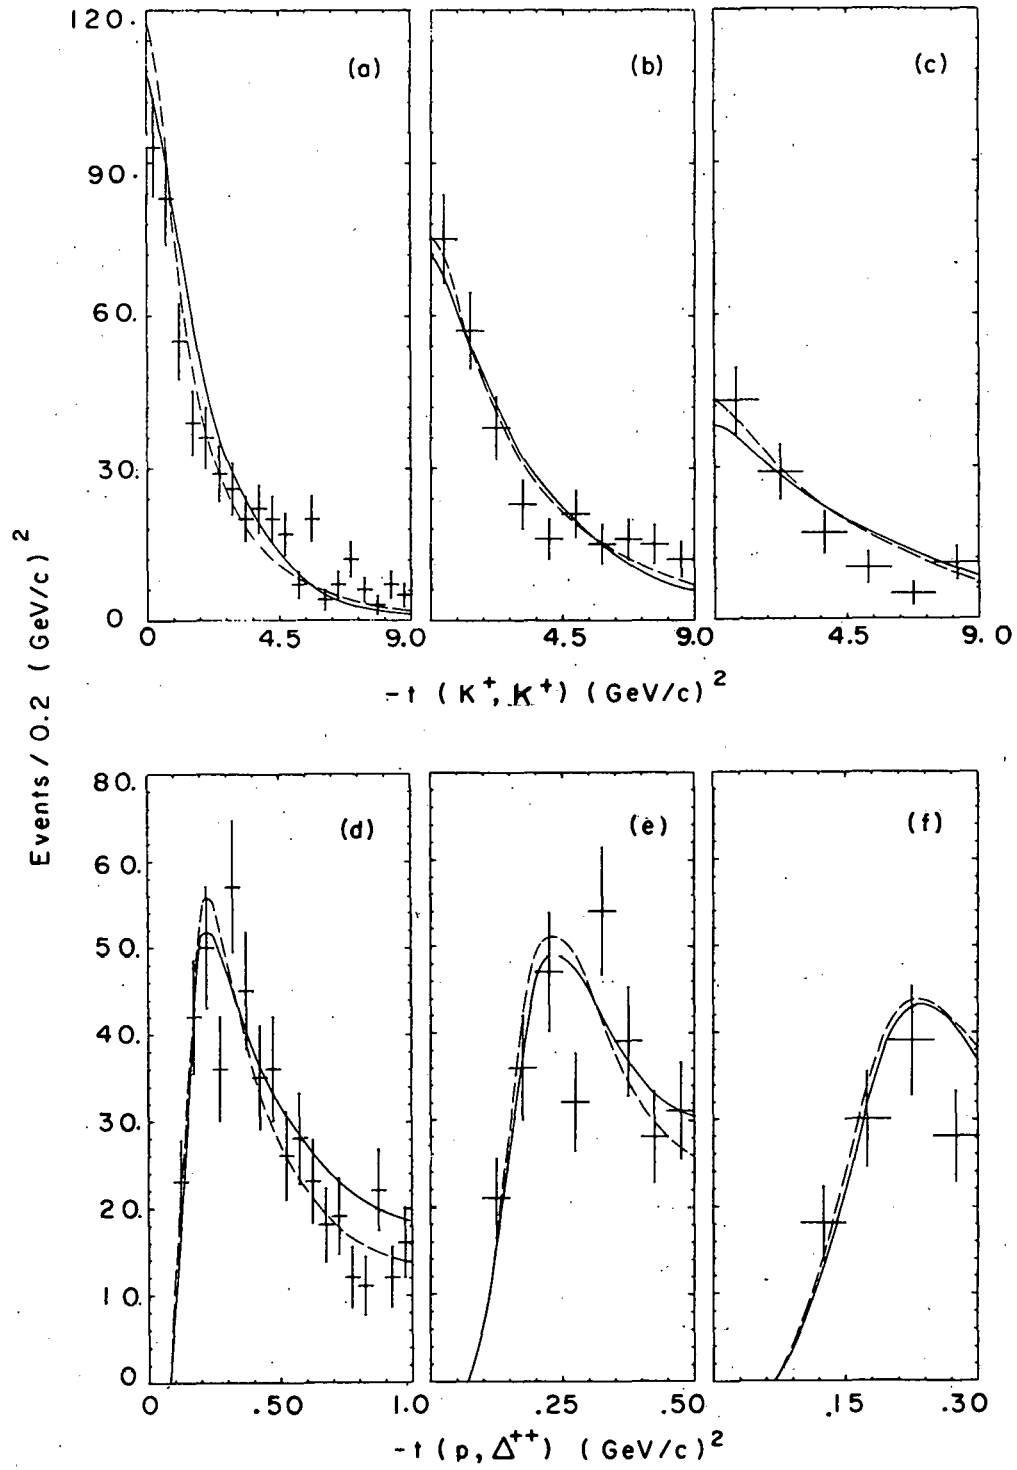 120.
90.
60.
30.
0
(a)
(b)
(c)
0 4.5 9.0 4.5 9.0 4.5 9.0
-t (K+, K+) (GeV/c)2
Events/0.2 (GeV/c)2
80.
60.
50.
40.
30.
20.
10.
0
(d)
(e)
(f)
0 .50 1.0 .25 .50 .15 .30
-t (p, Δ++) (GeV/c)2